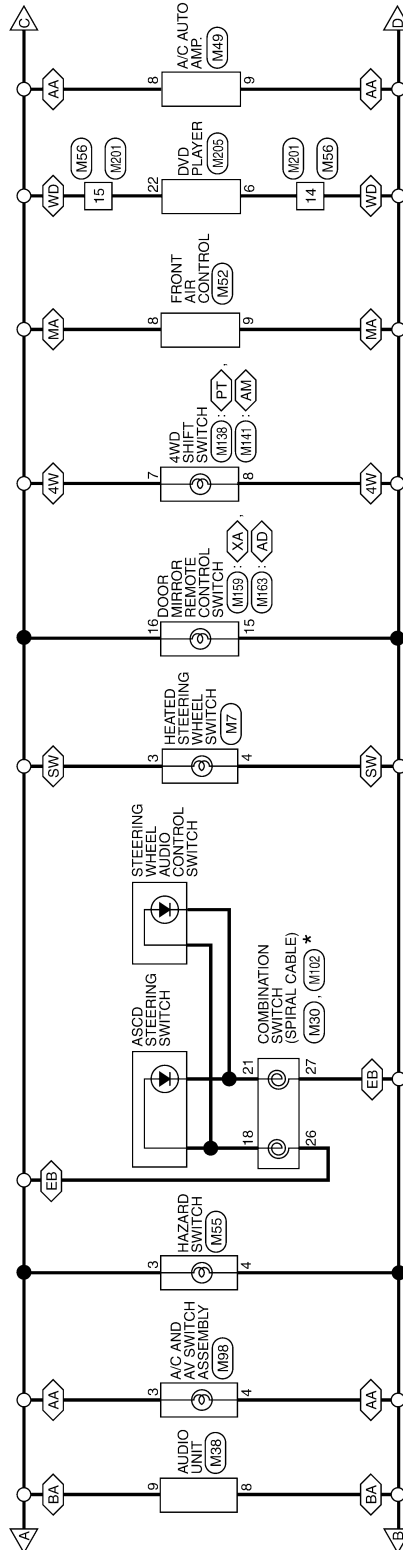 A
BA
9
AUDIO
UNIT
M38
8
BA
B
AA
3
A/C AND
AV SWITCH
ASSEMBLY
M98
4
AA
3
HAZARD
SWITCH
M55
4
EB
ASCD
STEERING
SWITCH
STEERING
WHEEL
AUDIO
CONTROL
SWITCH
18
21
COMBINATION
SWITCH
(SPIRAL CABLE)
M30 , M102 *
26
27
EB
SW
3
HEATED
STEERING
WHEEL
SWITCH
M7
4
SW
16
DOOR
MIRROR
REMOTE
CONTROL
SWITCH
M159 : XA ,
M163 : AD
15
4W
7
4WD
SHIFT
SWITCH
M138 : PT ,
M141 : AM
8
4W
MA
8
FRONT
AIR
CONTROL
M52
9
MA
WD
15
M56
M201
22
DVD
PLAYER
M205
6
14
M201
M56
WD
C
AA
8
A/C AUTO
AMP.
M49
9
AA
D